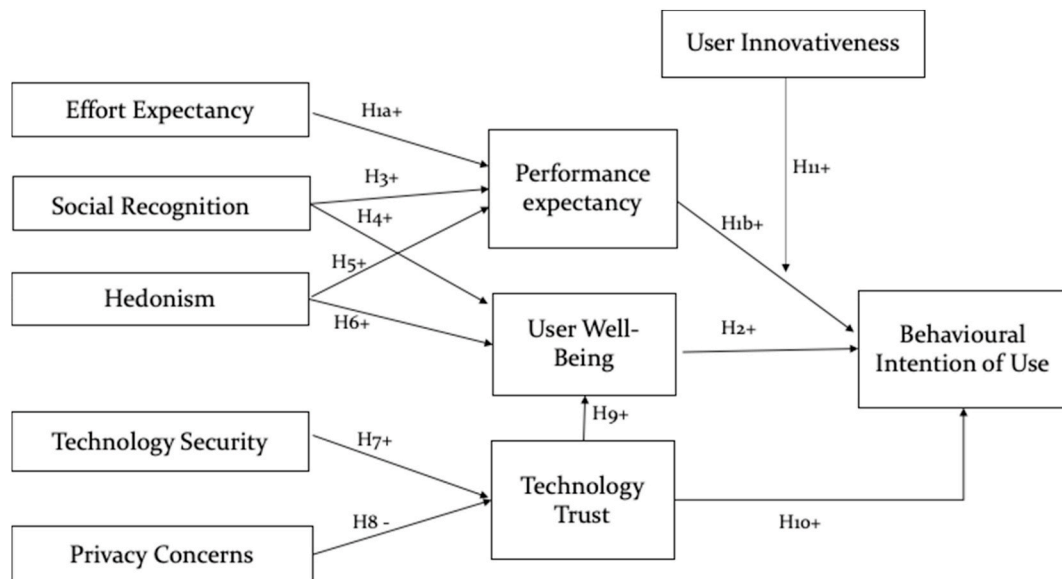 User Innovativeness
Effort Expectancy
H1a+
H11+
Performance
expectancy
H3+
Social Recognition
H4+
H1b+
H5+
Hedonism
H6+
User Well-
Being
H2+
Behavioural
Intention of Use
H9+
Technology Security
H7+
Technology
Trust
H8 -
H10+
Privacy Concerns